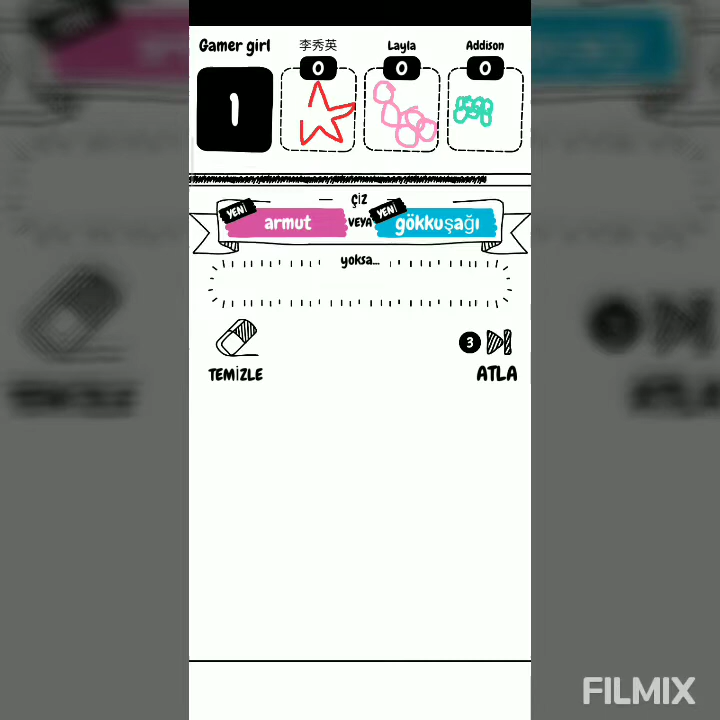 Gamer girl 李秀英 Layla Addison
1 0 0 0
ÇİZ
YENİ armut VEYA YENİ gökkuşağı
yoksa...
3
TEMİZLE ATLA
FILMIX